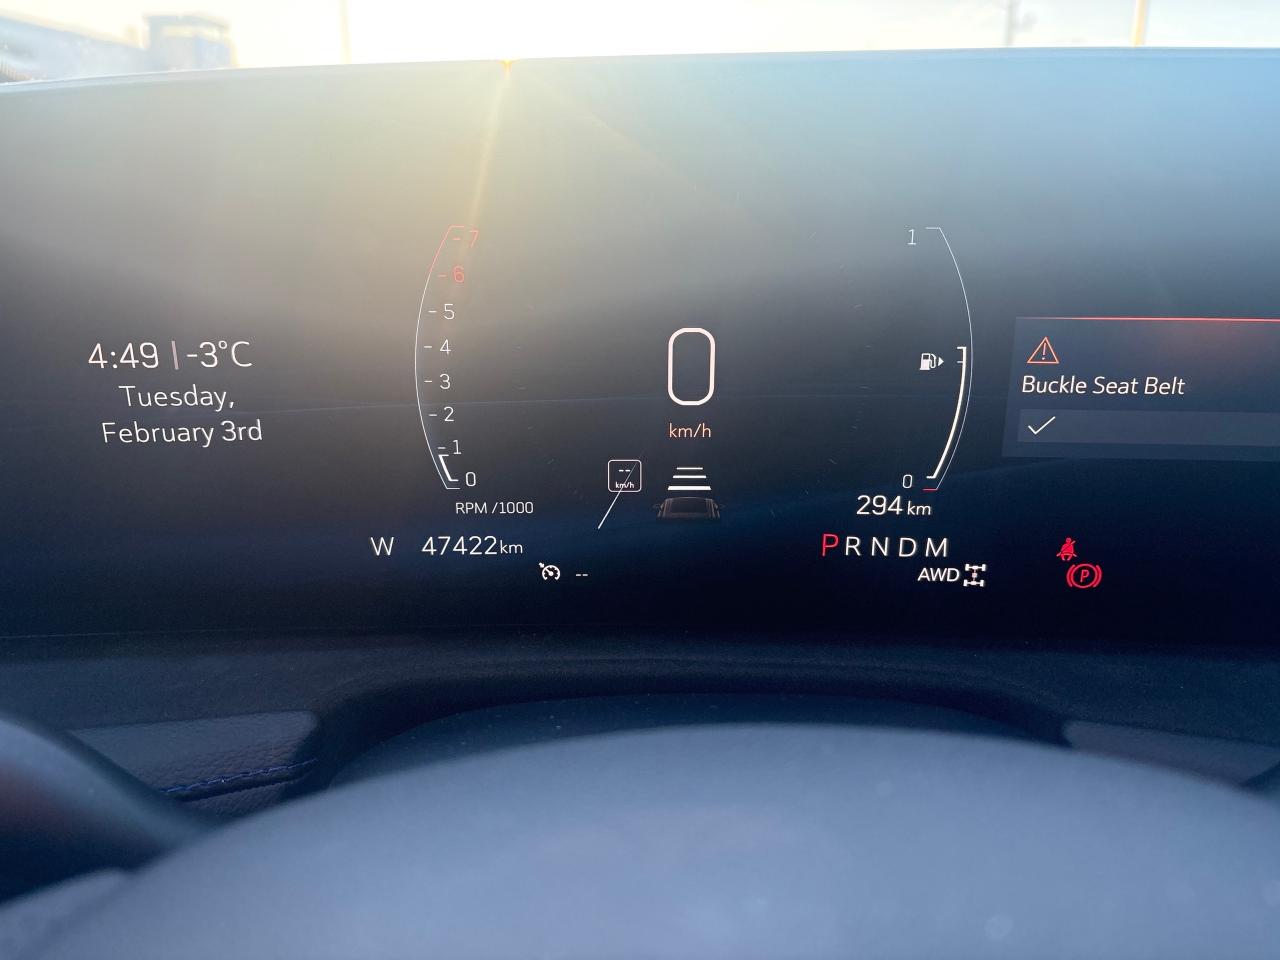 4:49 | -3°C
Tuesday,
February 3rd
7
6
5
4
3
2
1
0
RPM /1000
W 47422 km
--
0
km/h
--
km/h
1
0
294 km
P R N D M
AWD
Buckle Seat Belt
P